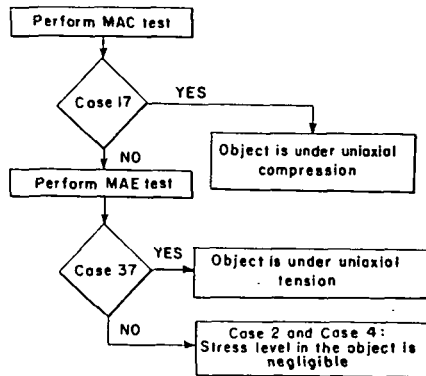 Perform MAC test
Case 17
YES
NO
Object is under uniaxial
compression
Perform MAE test
Case 37
YES
Object is under uniaxial
tension
NO
Case 2 and Case 4:
Stress level in the object is
negligible